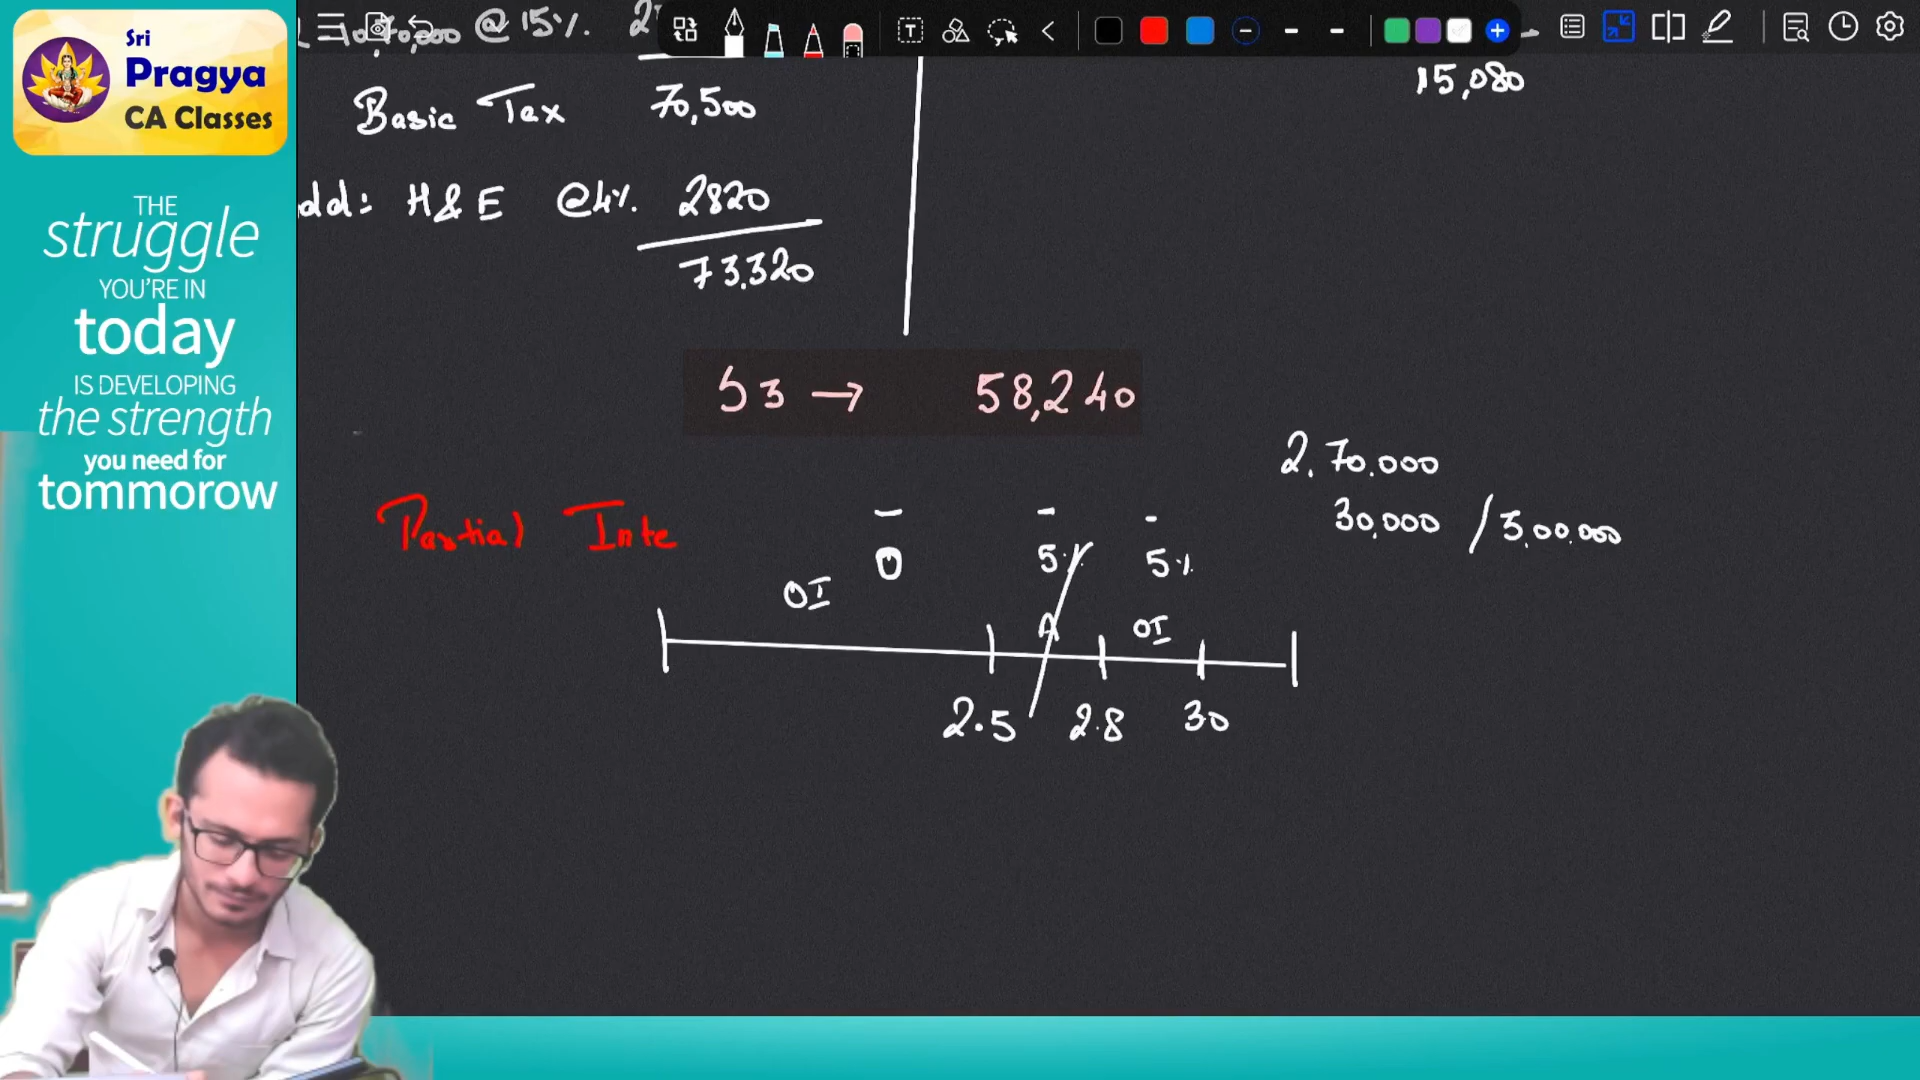 Sri
Pragya
CA Classes
THE
struggle
YOU'RE IN
today
IS DEVELOPING
the strength
you need for
tommorow
@ 15%.
Basic Tax 70,500
dd: H&E @4%. 2820
73.320
15,080
S3 → 58,240
2.70.000
30,000 / 3,00.000
Partial Inte
0 5% 5%
OI A OI
2.5 2.8 30